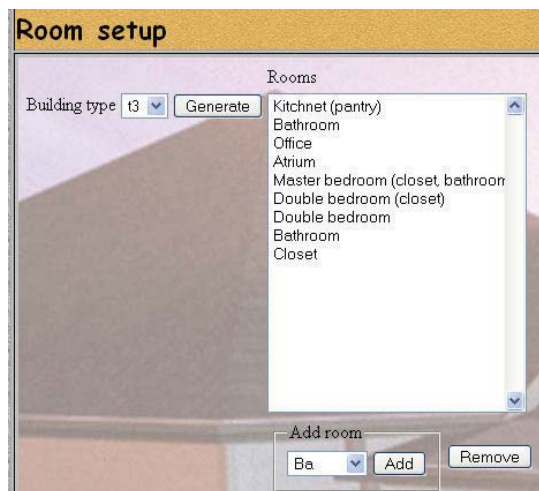 Room setup
Rooms
Building type t3 Generate
Kitchnet (pantry)
Bathroom
Office
Atrium
Master bedroom (closet, bathroom
Double bedroom (closet)
Double bedroom
Bathroom
Closet
Add room
Ba Add Remove